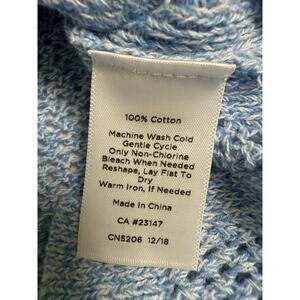 100% Cotton
Machine Wash Cold
Gentle Cycle
Only Non-Chlorine
Bleach When Needed
Reshape, Lay Flat To
Dry
Warm Iron, If Needed
Made in China
CA #23147
CN5206 12/18